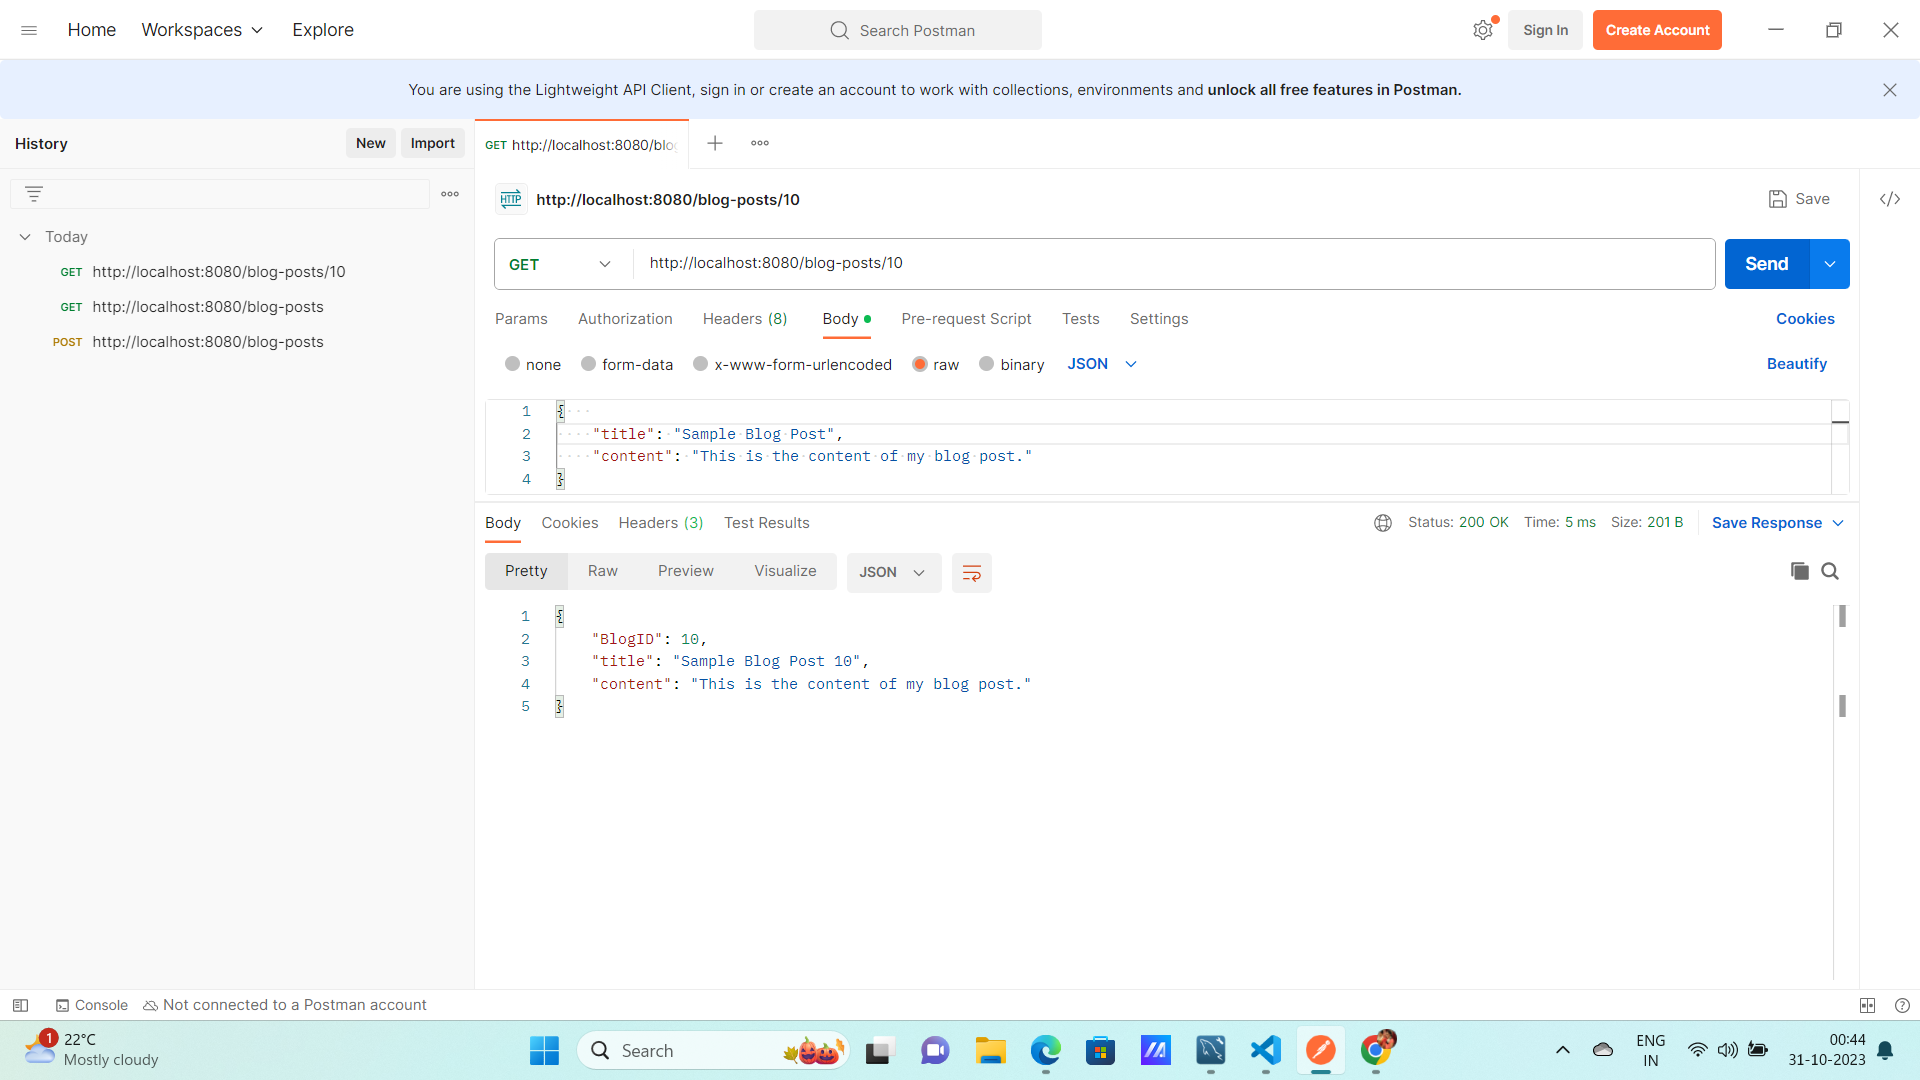 Home Workspaces Explore Search Postman Sign In Create Account
You are using the Lightweight API Client, sign in or create an account to work with collections, environments and unlock all free features in Postman.
History New Import
GET http://localhost:8080/blo
Today
GET http://localhost:8080/blog-posts/10
GET http://localhost:8080/blog-posts
POST http://localhost:8080/blog-posts
HTTP http://localhost:8080/blog-posts/10 Save </>
GET http://localhost:8080/blog-posts/10 Send
Params Authorization Headers (8) Body Pre-request Script Tests Settings Cookies
none form-data x-www-form-urlencoded raw binary JSON Beautify
1 {
2 "title": "Sample Blog Post",
3 "content": "This is the content of my blog post."
4 }
Body Cookies Headers (3) Test Results Status: 200 OK Time: 5 ms Size: 201 B Save Response
Pretty Raw Preview Visualize JSON
1 {
2 "BlogID": 10,
3 "title": "Sample Blog Post 10",
4 "content": "This is the content of my blog post."
5 }
Console Not connected to a Postman account
1 22°C
Mostly cloudy
Search
ENG
IN
00:44
31-10-2023